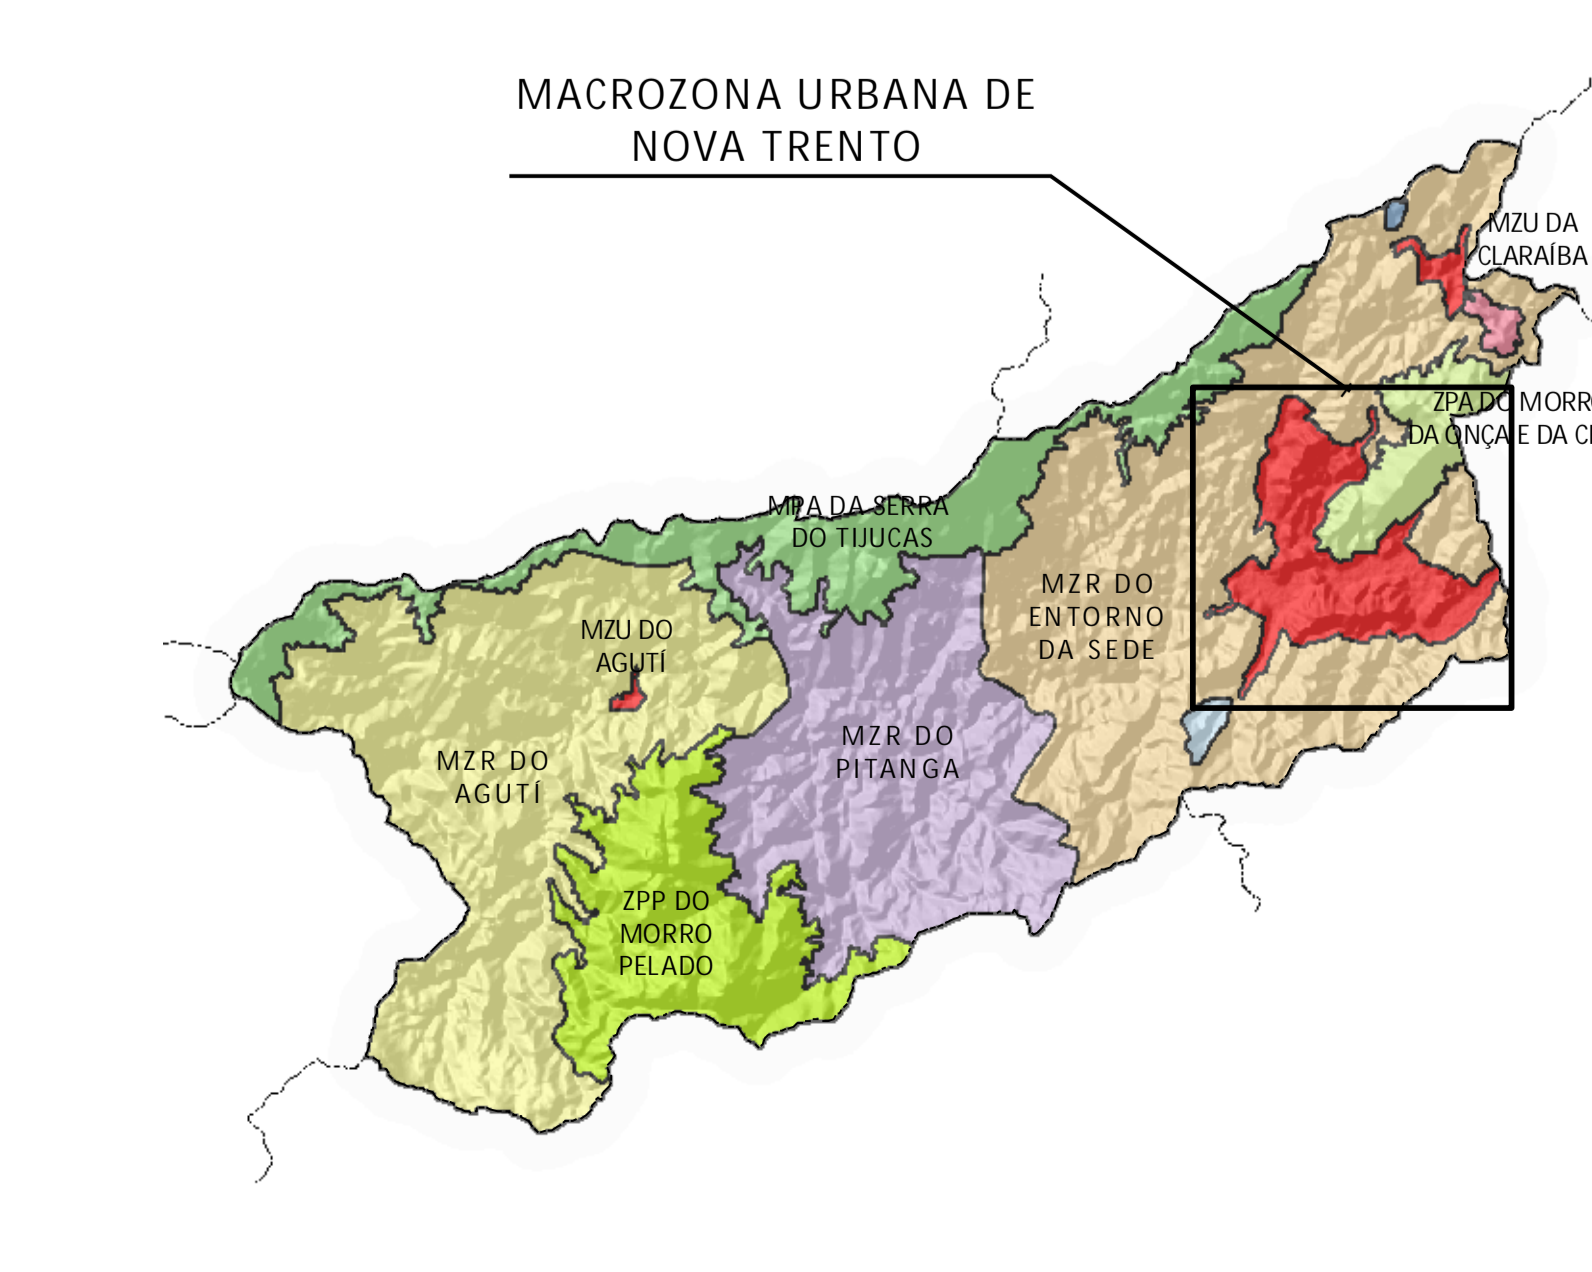 MACROZONA URBANA DE
NOVA TRENTO
MZU DA
CLARAÍBA
ZPA DO MORR
DA ONÇA E DA C
MPA DA SERRA
DO TIJUCAS
MZR DO
ENTORNO
DA SEDE
MZU DO
AGUTÍ
MZR DO
PITANGA
MZR DO
AGUTÍ
ZPP DO
MORRO
PELADO